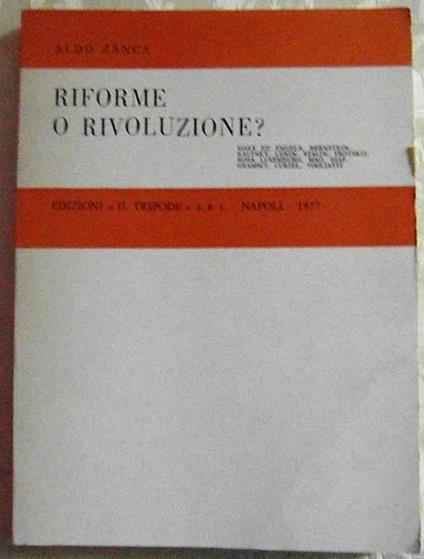 ALDO ZANCA
RIFORME
O RIVOLUZIONE?
MARX ED ENGELS, BERNSTEIN,
KAUTSKY, LENIN, STALIN, TROTSKIJ,
ROSA LUXEMBURG, MAO, GIAP,
GRAMSCI, CURIEL, TOGLIATTI
EDIZIONI « IL TRIPODE » s. r. l. NAPOLI - 1977